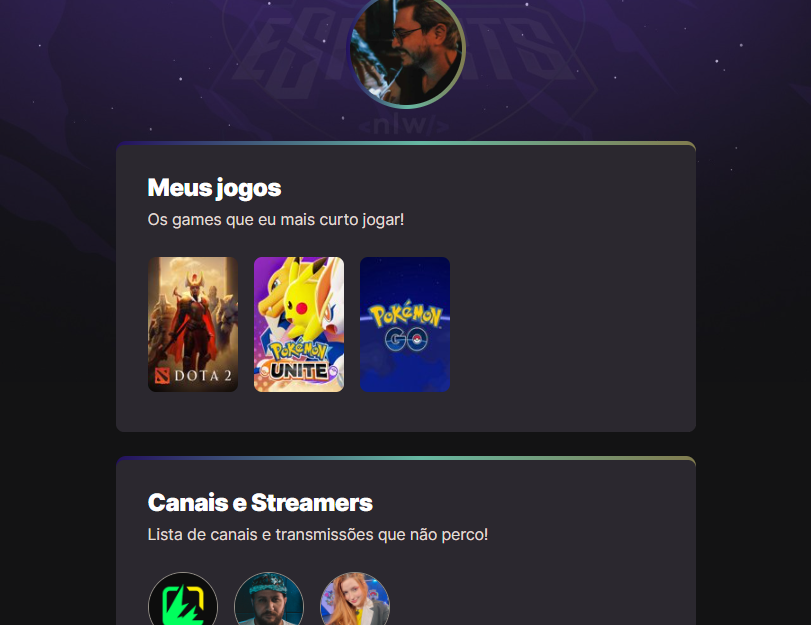 ESPORTS
<nlw/>
Meus jogos
Os games que eu mais curto jogar!
DOTA 2
Pokémon
UNITE
Pokémon
GO
Canais e Streamers
Lista de canais e transmissões que não perco!